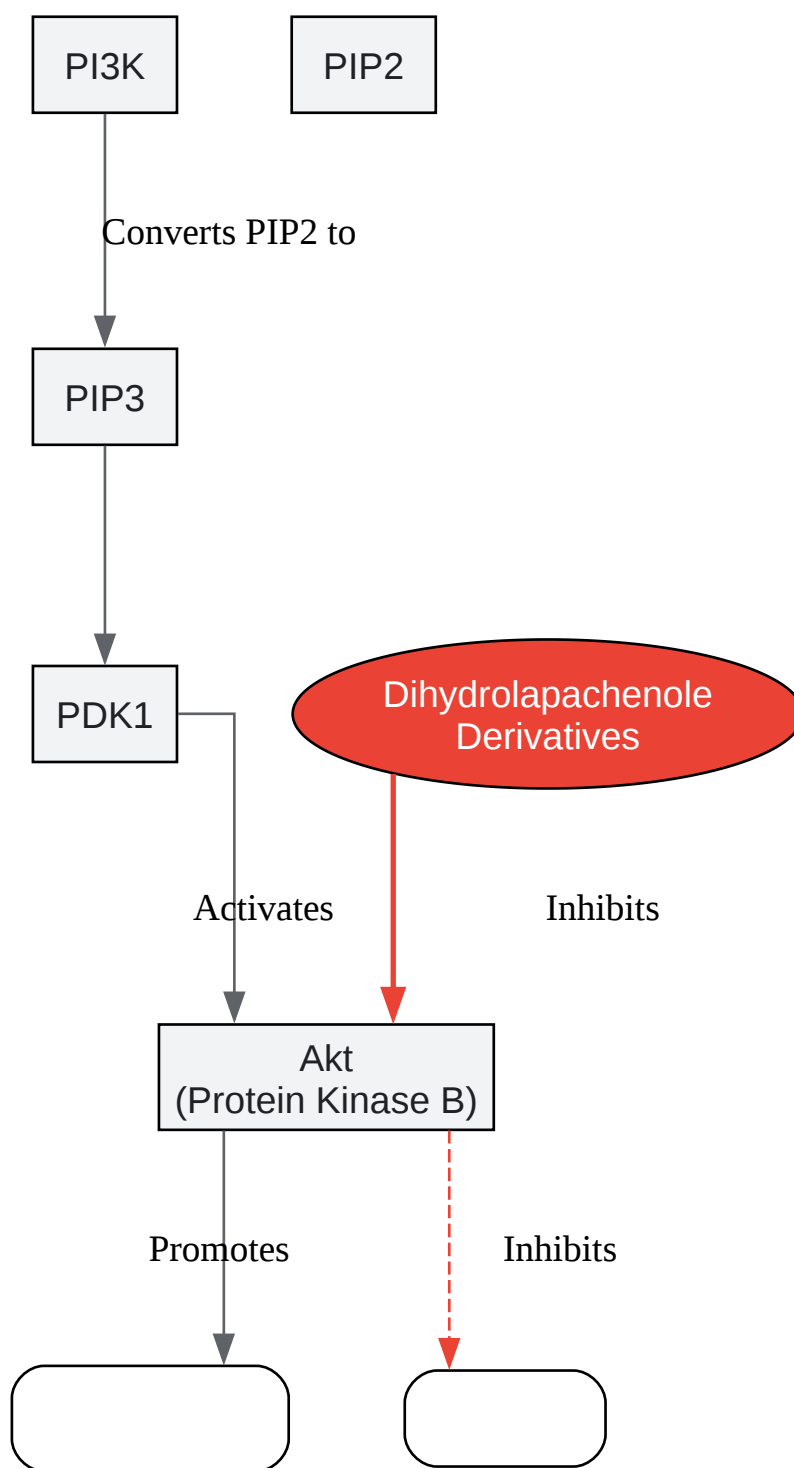 PI3K
PIP2
Converts PIP2 to
PIP3
PDK1
Dihydrolapachenole
Derivatives
Activates
Inhibits
Akt
(Protein Kinase B)
Promotes
Inhibits